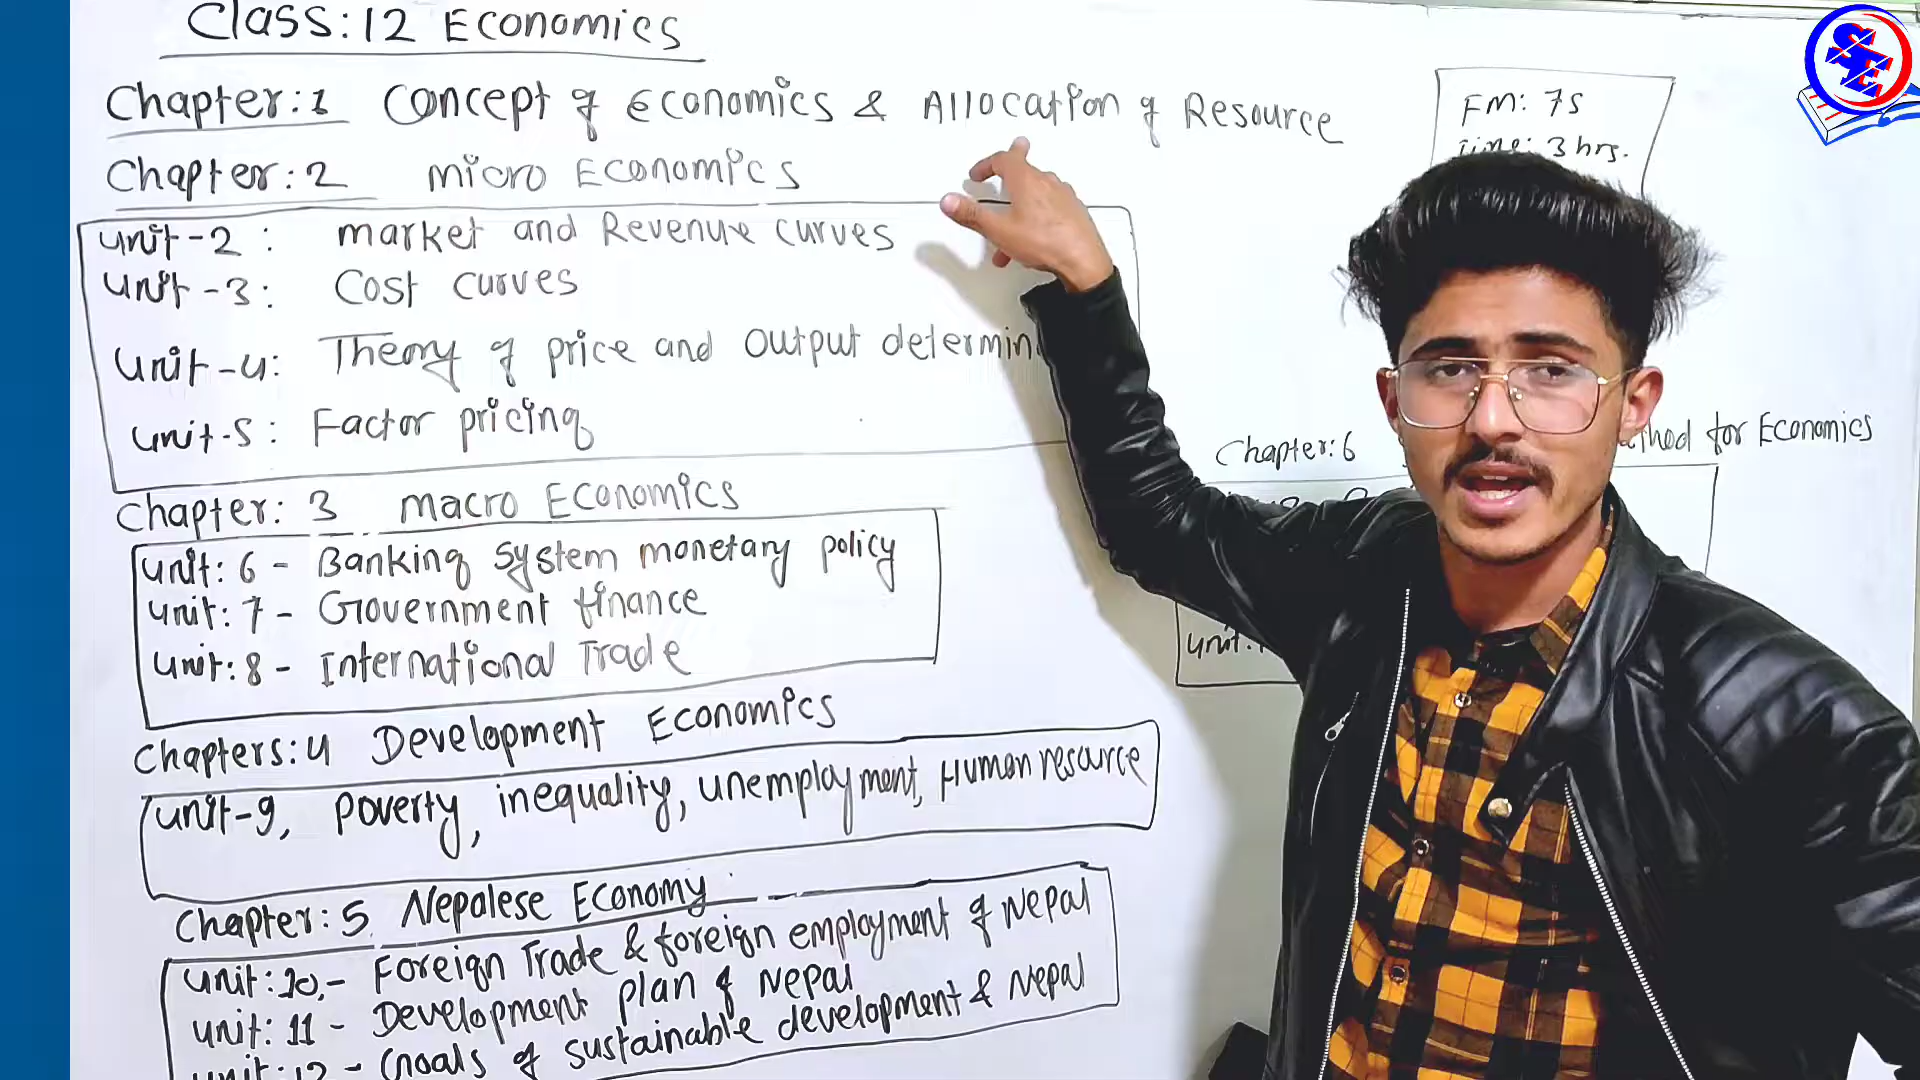 Class: 12 Economics
Chapter: 1 Concept of Economics & Allocation of Resource
Chapter: 2 micro Economics
unit-2 : market and Revenue curves
unit-3: Cost curves
unit-4: Theory of price and output determin
unit-5: Factor pricing
Chapter: 3 macro Economics
unit: 6 - Banking system monetary policy
unit: 7 - Government finance
unit: 8 - International Trade
Chapters: 4 Development Economics
unit-9, Poverty, inequality, unemployment, Human resource
Chapter: 5. Nepalese Economy
unit: 10.- Foreign Trade & foreign employment of Nepal
unit: 11 - Development plan of Nepal
unit: 12 - Goals of sustainable development & Nepal
FM: 75
Time: 3 hrs.
Chapter: 6 for Economics
unit: